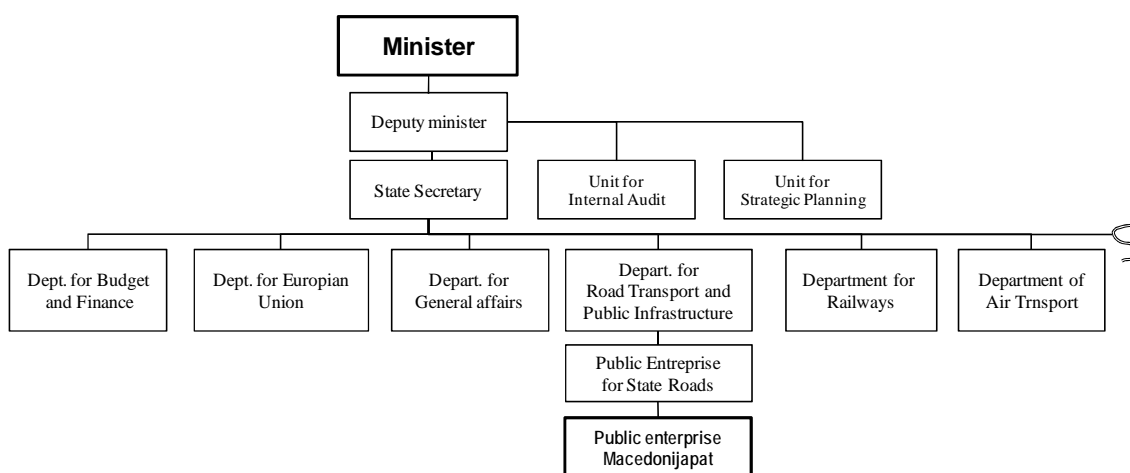 Minister
Deputy minister
State Secretary
Unit for
Internal Audit
Unit for
Strategic Planning
Dept. for Budget
and Finance
Dept. for Europian
Union
Depart. for
General affairs
Depart. for
Road Transport and
Public Infrastructure
Department for
Railways
Department of
Air Trnsport
Public Entreprise
for State Roads
Public enterprise
Macedonijapat